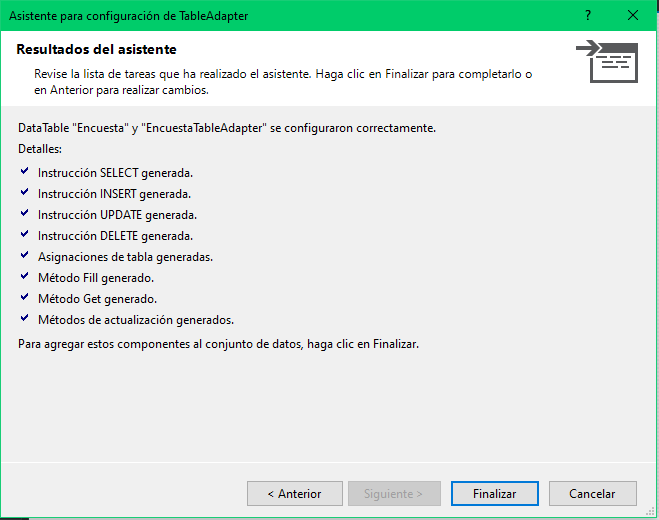 Asistente para configuración de TableAdapter
?
Resultados del asistente
Revise la lista de tareas que ha realizado el asistente. Haga clic en Finalizar para completarlo o
en Anterior para realizar cambios.
DataTable "Encuesta" y "EncuestaTableAdapter" se configuraron correctamente.
Detalles:
Instrucción SELECT generada.
Instrucción INSERT generada.
Instrucción UPDATE generada.
Instrucción DELETE generada.
Asignaciones de tabla generadas.
Método Fill generado.
Método Get generado.
Métodos de actualización generados.
Para agregar estos componentes al conjunto de datos, haga clic en Finalizar.
< Anterior Siguiente > Finalizar Cancelar